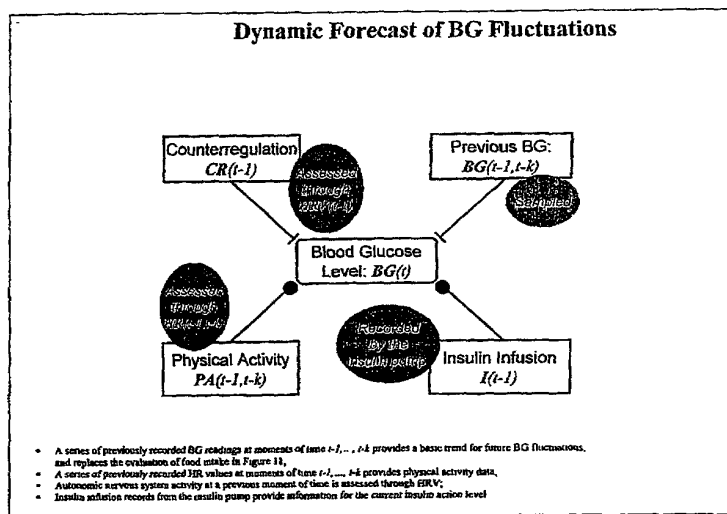 Dynamic Forecast of BG Fluctuations
Counterregulation
CR(t-1)
Previous BG:
BG(t-1,t-k)
Assessed
through
Sampled
Blood Glucose
Level: BG(t)
Assessed
through
Recorded
by the
insulin pump
Physical Activity
PA(t-1,t-k)
Insulin Infusion
I(t-1)
• A series of previously recorded BG readings at moments of time t-1,.. , t-k provides a basic trend for future BG fluctuations,
and replaces the evaluation of food intake in Figure 11,
• A series of previously recorded HR values at moments of time t-1, ..., t-k provides physical activity data,
• Autonomic nervous system activity at a previous moment of time is assessed through HRV;
• Insulin infusion records from the insulin pump provide information for the current insulin action level